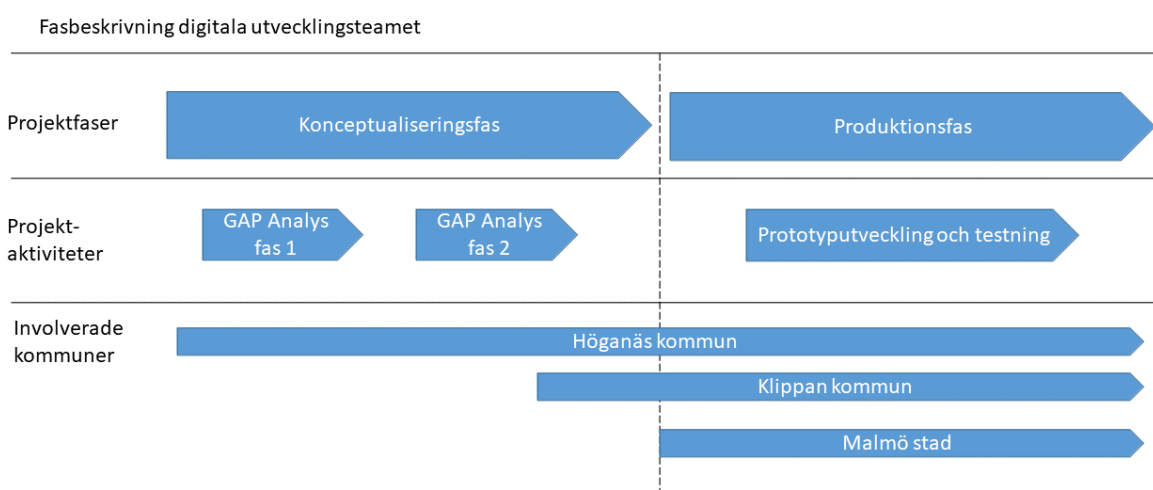 Fasbeskrivning digitala utvecklingsteamet
Projektfaser
Konceptualiseringsfas
Produktionsfas
Projekt-
aktiviteter
GAP Analys
fas 1
GAP Analys
fas 2
Prototyputveckling och testning
Involverade
kommuner
Höganäs kommun
Klippan kommun
Malmö stad